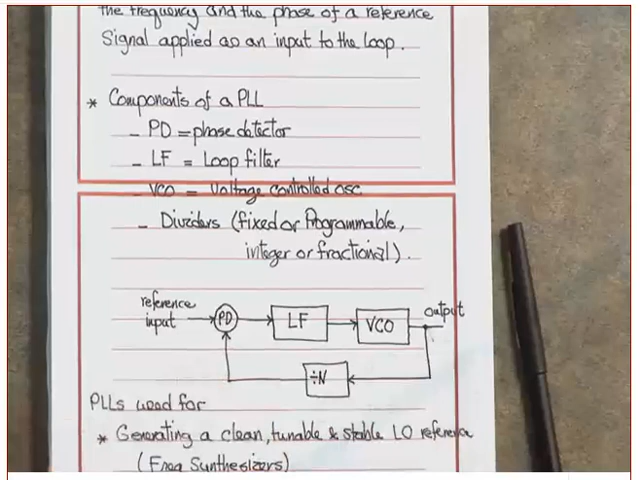 the frequency and the phase of a reference
Signal applied as an input to the loop.
* Components of a PLL
- PD = phase detector
- LF = Loop filter
- VCO = Voltage controlled osc
- Dividers (fixed or Programmable,
integer or fractional).
reference
input
PD
LF
VCO
output
÷N
PLLs used for
* Generating a clean, tunable & stable LO reference
(Freq Synthesizers)